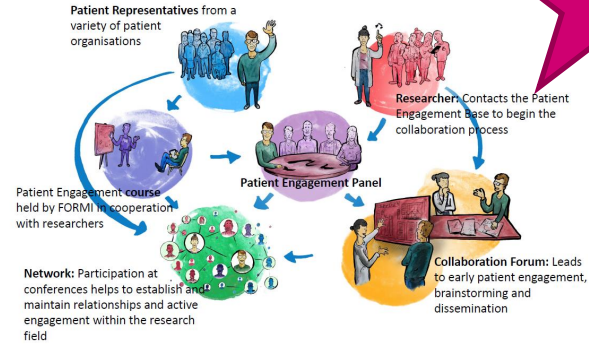 Patient Representatives from a
variety of patient
organisations
Researcher: Contacts the Patient
Engagement Base to begin the
collaboration process
Patient Engagement Panel
Patient Engagement course
held by FORMI in cooperation
with researchers
Collaboration Forum: Leads
to early patient engagement,
brainstorming and
dissemination
Network: Participation at
conferences helps to establish and
maintain relationships and active
engagement within the research
field